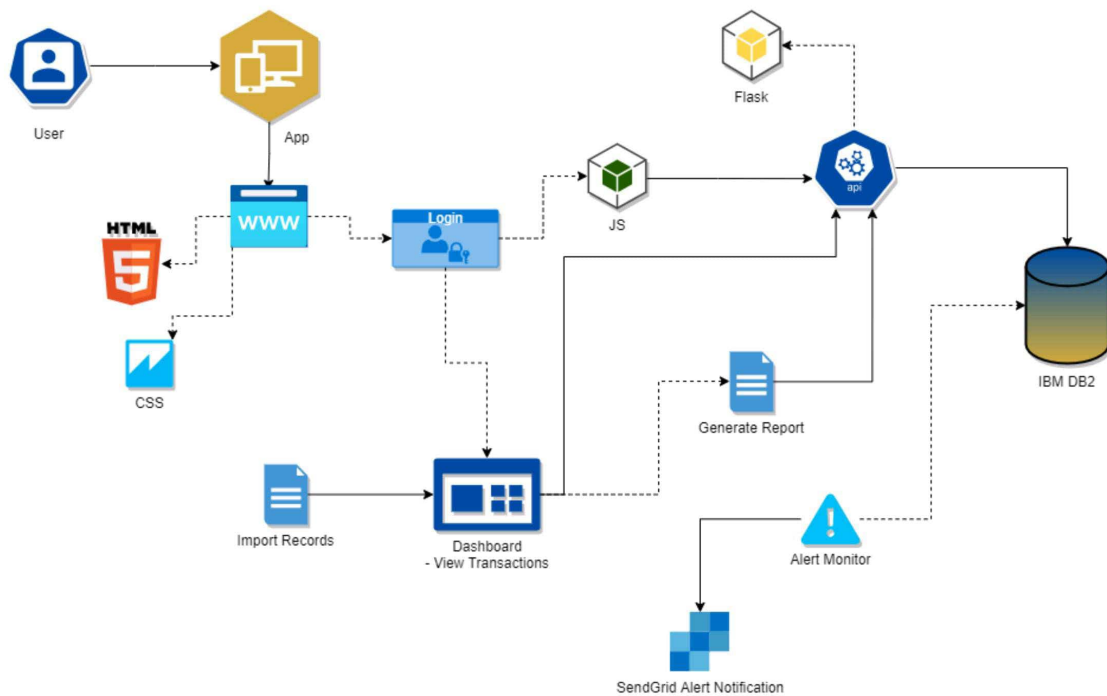 User
App
Flask
api
WWW
Login
JS
HTML
5
CSS
IBM DB2
Generate Report
Import Records
Dashboard
- View Transactions
Alert Monitor
!
SendGrid Alert Notification